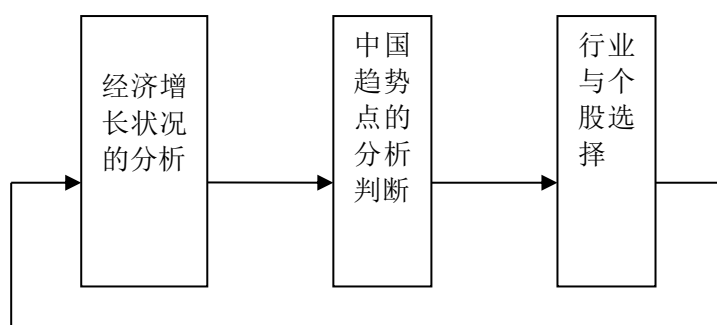 经济增
长状况
的分析
中国
趋势
点的
分析
判断
行业
与个
股选
择